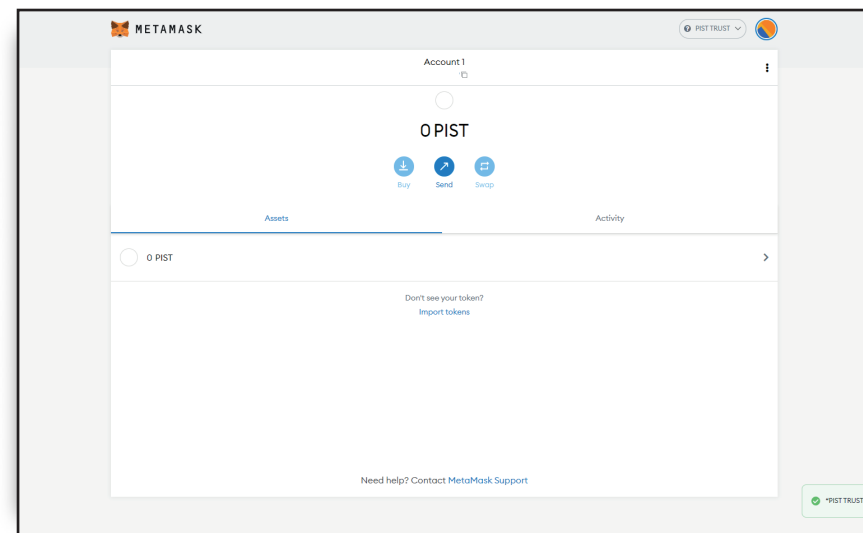 METAMASK
PIST TRUST
Account 1
0 PIST
Buy Send Swap
Assets Activity
0 PIST
Don't see your token?
Import tokens
Need help? Contact MetaMask Support
"PIST TRUST